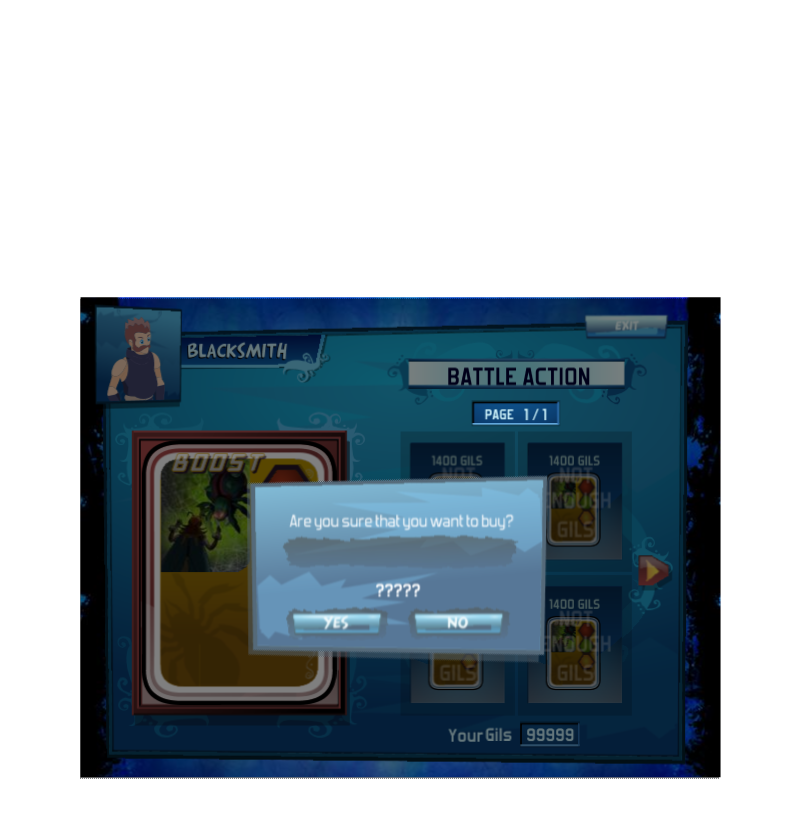 EXIT
BLACKSMITH
BATTLE ACTION
PAGE 1/1
BOOST
1400 GILS
NOT
1400 GILS
NOT
ENOUGH
GILS
Are you sure that you want to buy?
?????
YES
NO
GILS
1400 GILS
NOT
ENOUGH
GILS
Your Gils 99999